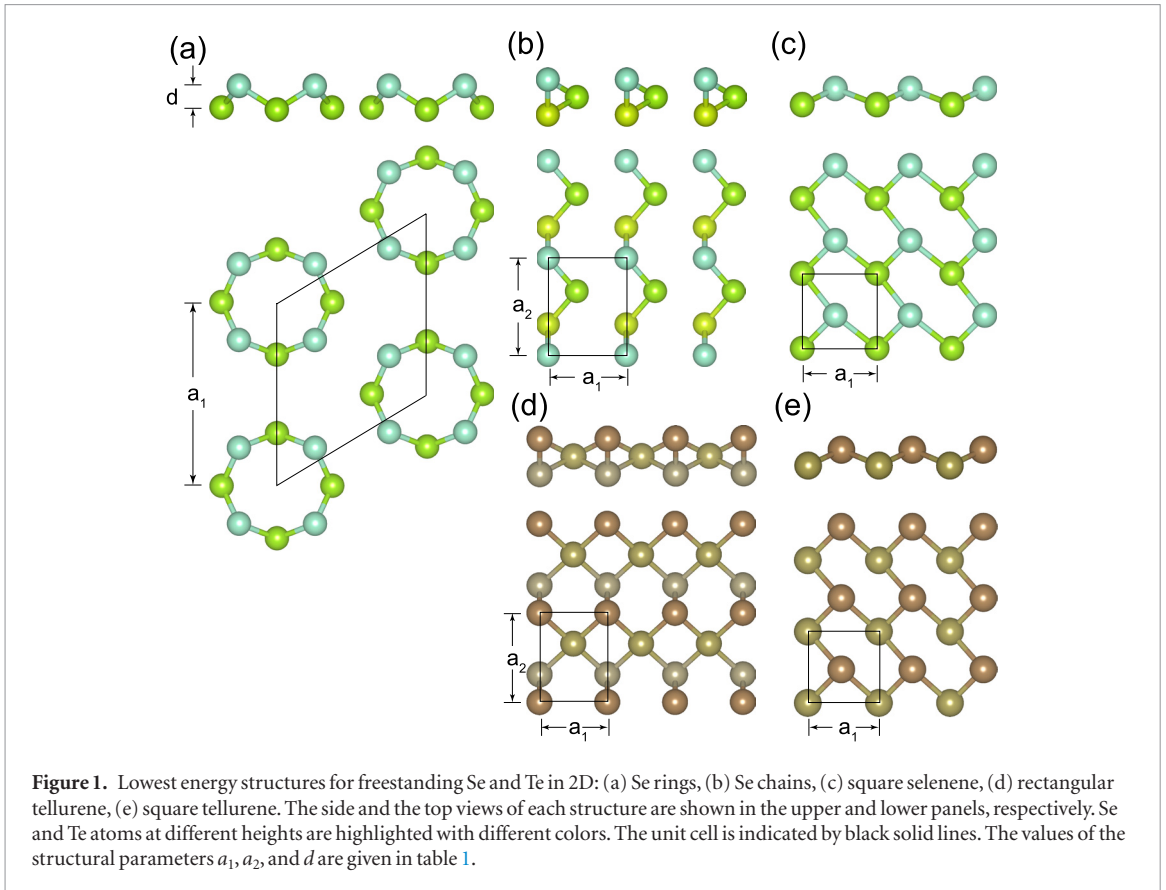 (a)
(b)
(c)
d
a₁
a₂
a₁
a₁
(d)
(e)
a₂
a₁
a₁
Figure 1. Lowest energy structures for freestanding Se and Te in 2D: (a) Se rings, (b) Se chains, (c) square selenene, (d) rectangular
tellurene, (e) square tellurene. The side and the top views of each structure are shown in the upper and lower panels, respectively. Se
and Te atoms at different heights are highlighted with different colors. The unit cell is indicated by black solid lines. The values of the
structural parameters a₁, a₂, and d are given in table 1.